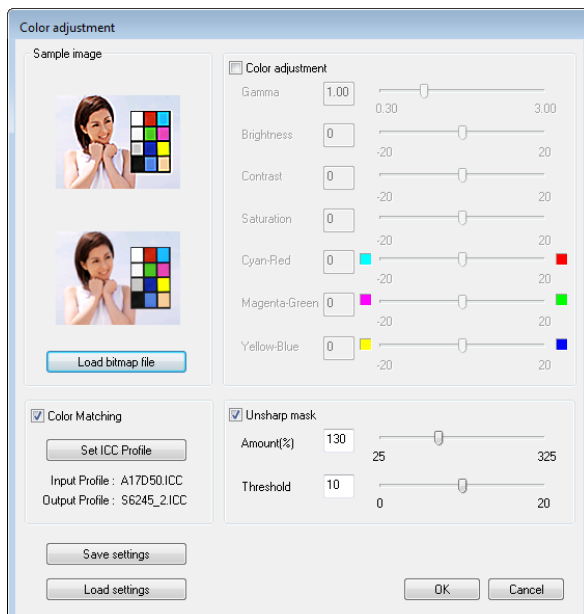 Color adjustment
Sample image
Load bitmap file
Color adjustment
Gamma 1.00
0.30 3.00
Brightness 0
-20 20
Contrast 0
-20 20
Saturation 0
-20 20
Cyan-Red 0
-20 20
Magenta-Green 0
-20 20
Yellow-Blue 0
-20 20
Color Matching
Set ICC Profile
Input Profile : A17D50.ICC
Output Profile : S6245_2.ICC
Unsharp mask
Amount(%) 130
25 325
Threshold 10
0 20
Save settings
Load settings
OK Cancel